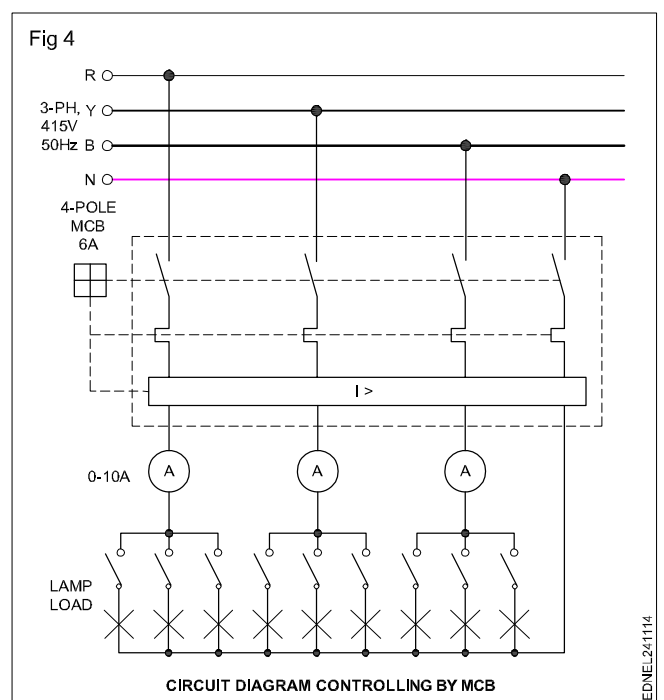 Fig 4
R
3-PH, Y
415V
50Hz B
N
4-POLE
MCB
6A
I >
0-10A
A
A
A
LAMP
LOAD
CIRCUIT DIAGRAM CONTROLLING BY MCB
EDNEL241114